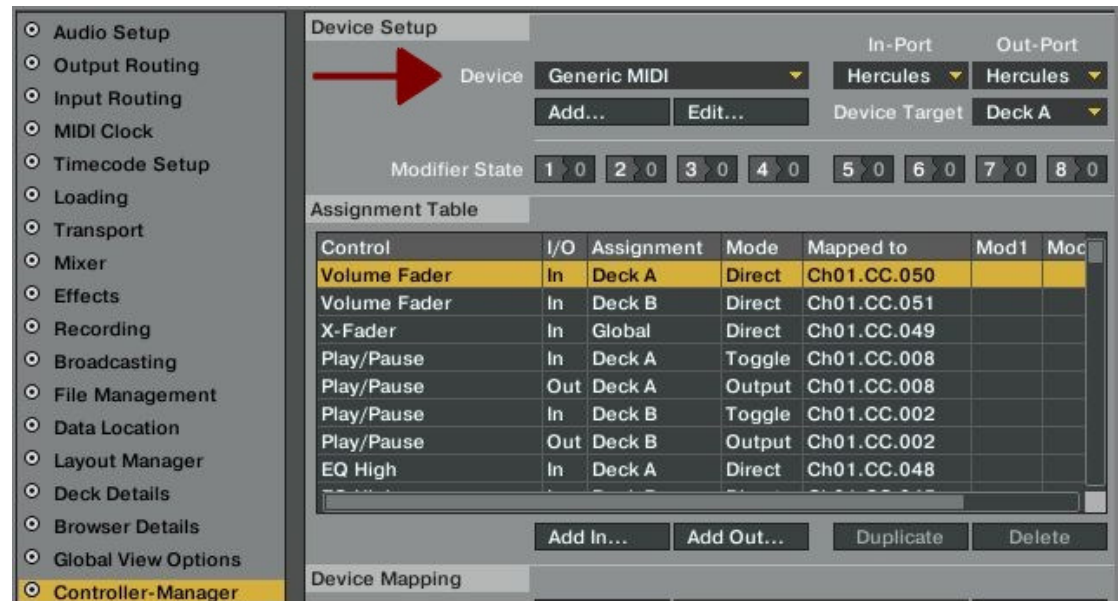 Audio Setup
Output Routing
Input Routing
MIDI Clock
Timecode Setup
Loading
Transport
Mixer
Effects
Recording
Broadcasting
File Management
Data Location
Layout Manager
Deck Details
Browser Details
Global View Options
Controller-Manager
Device Setup
In-Port Out-Port
Device Generic MIDI Hercules Hercules
Add... Edit... Device Target Deck A
Modifier State 1 0 2 0 3 0 4 0 5 0 6 0 7 0 8 0
Assignment Table
Control I/O Assignment Mode Mapped to Mod1 Moc
Volume Fader In Deck A Direct Ch01.CC.050
Volume Fader In Deck B Direct Ch01.CC.051
X-Fader In Global Direct Ch01.CC.049
Play/Pause In Deck A Toggle Ch01.CC.008
Play/Pause Out Deck A Output Ch01.CC.008
Play/Pause In Deck B Toggle Ch01.CC.002
Play/Pause Out Deck B Output Ch01.CC.002
EQ High In Deck A Direct Ch01.CC.048
Add In... Add Out... Duplicate Delete
Device Mapping